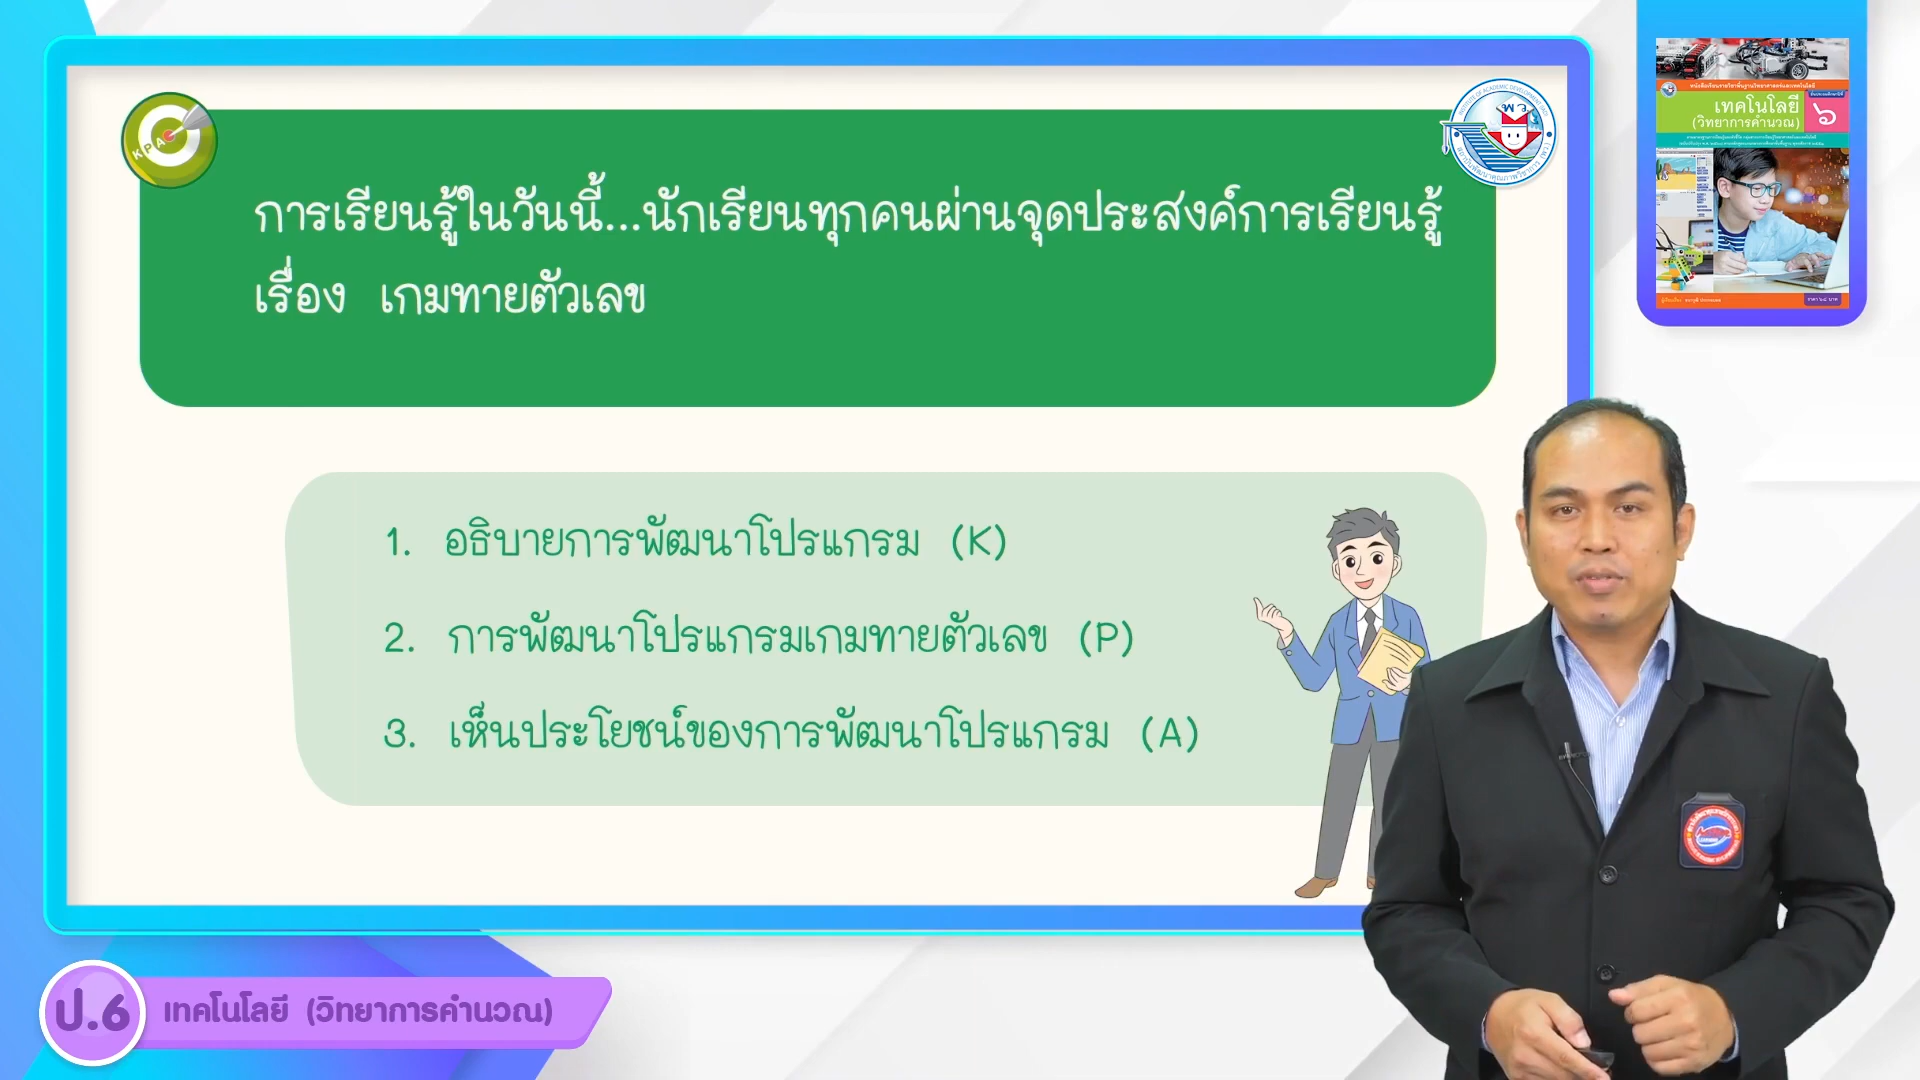 การเรียนรู้ในวันนี้...นักเรียนทุกคนผ่านจุดประสงค์การเรียนรู้
เรื่อง เกมทายตัวเลข
1. อธิบายการพัฒนาโปรแกรม (K)
2. การพัฒนาโปรแกรมเกมทายตัวเลข (P)
3. เห็นประโยชน์ของการพัฒนาโปรแกรม (A)
KPA
พว.
เทคโนโลยี
(วิทยาการคำนวณ)
๖
ป.6 เทคโนโลยี (วิทยาการคำนวณ)